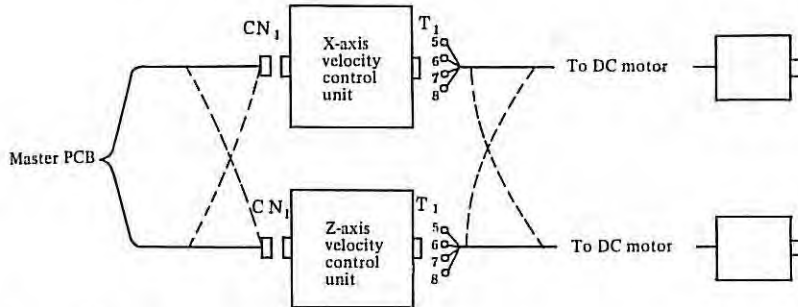 CN1
X-axis
velocity
control
unit
T1
5
6
7
8
To DC motor
Master PCB
CN1
Z-axis
velocity
control
unit
T1
5
6
7
8
To DC motor